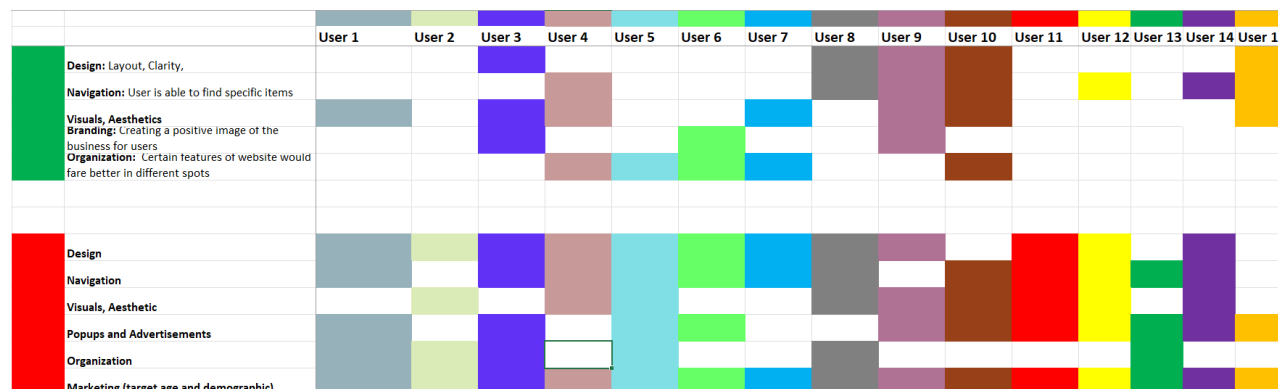 User 1 User 2 User 3 User 4 User 5 User 6 User 7 User 8 User 9 User 10 User 11 User 12 User 13 User 14 User 1
Design: Layout, Clarity,
Navigation: User is able to find specific items
Visuals, Aesthetics
Branding: Creating a positive image of the
business for users
Organization: Certain features of website would
fare better in different spots
Design
Navigation
Visuals, Aesthetic
Popups and Advertisements
Organization
Marketing (target age and demographic)